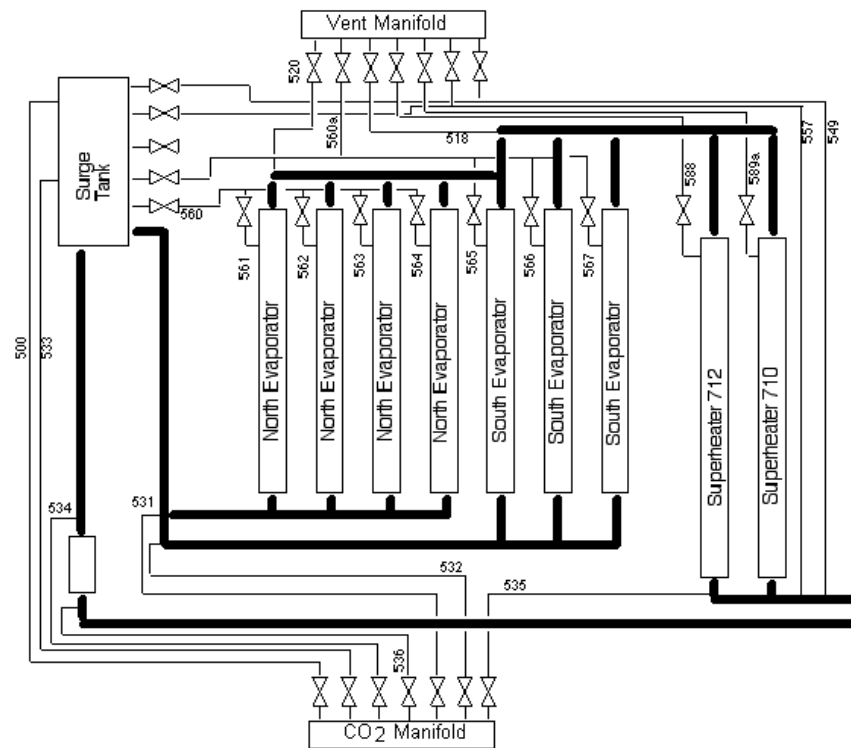 Vent Manifold
520
Surge
Tank
560a
518
557
549
588
589a
560
561
562
563
564
565
566
567
500
533
North Evaporator
North Evaporator
North Evaporator
North Evaporator
South Evaporator
South Evaporator
South Evaporator
Superheater 712
Superheater 710
534
531
532
535
536
CO2 Manifold